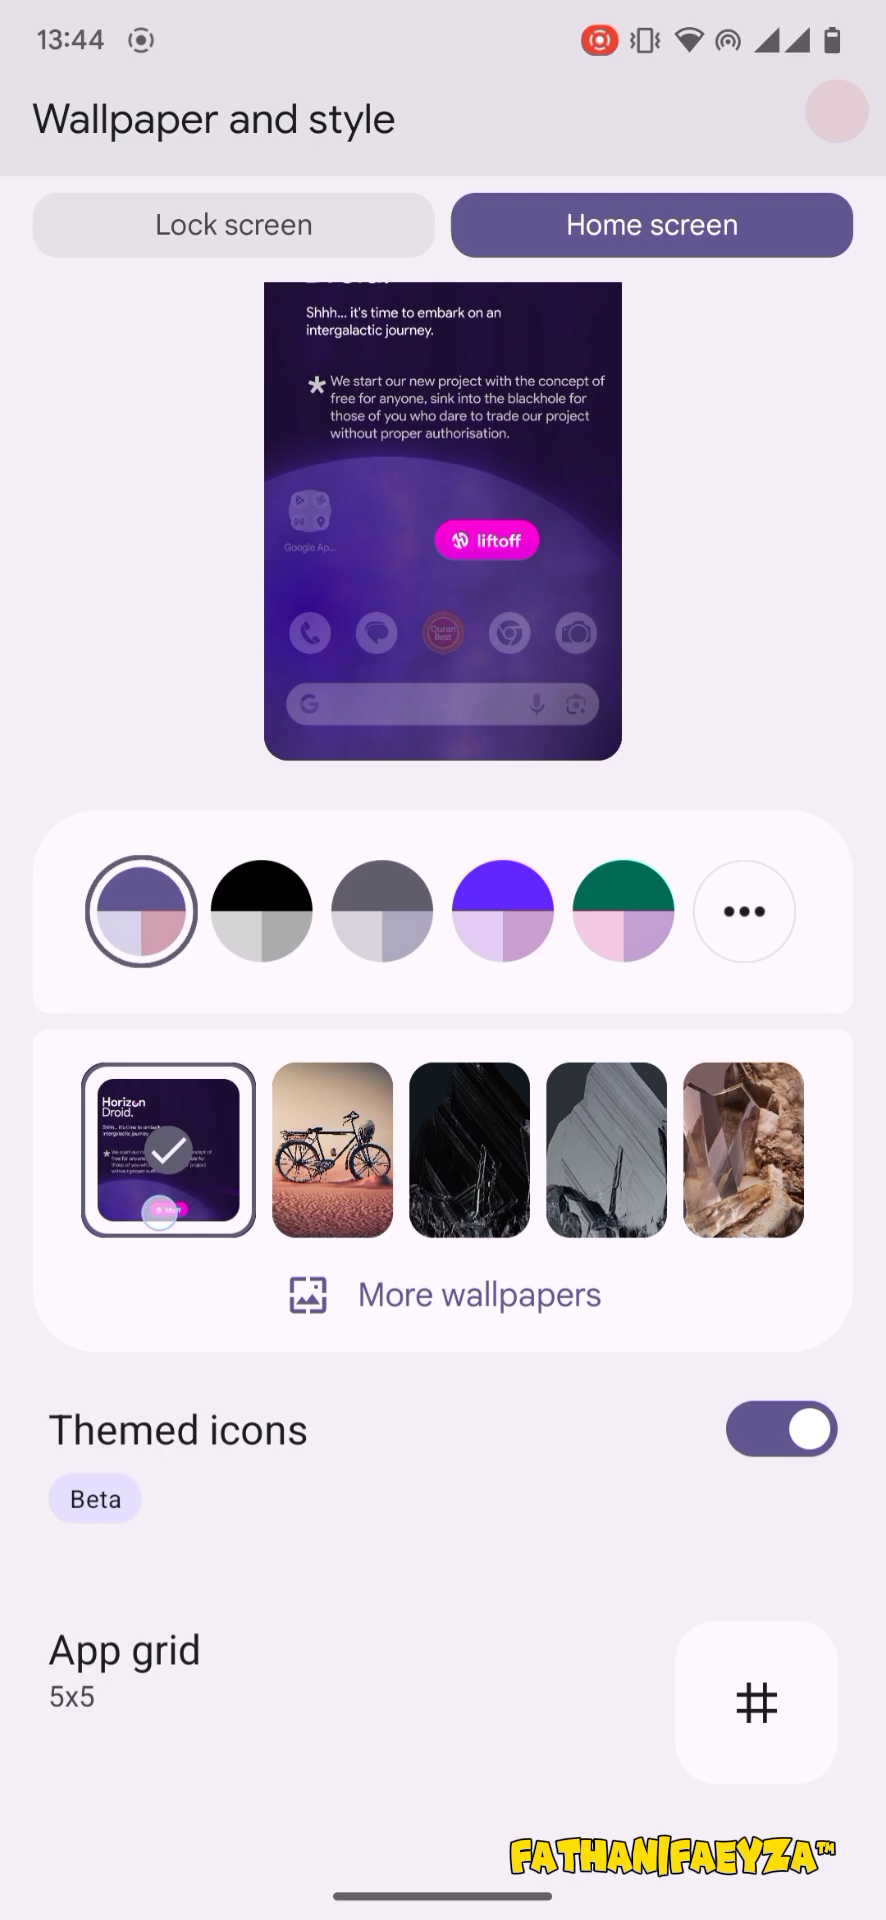 13:44
Wallpaper and style
Lock screen
Home screen
Shhh... it's time to embark on an
intergalactic journey.
* We start our new project with the concept of
free for anyone, sink into the blackhole for
those of you who dare to trade our project
without proper authorisation.
Google Ap...
liftoff
Quran
Best
Horizon
Droid.
More wallpapers
Themed icons
Beta
App grid
5x5
FATHANIFAEYZA™